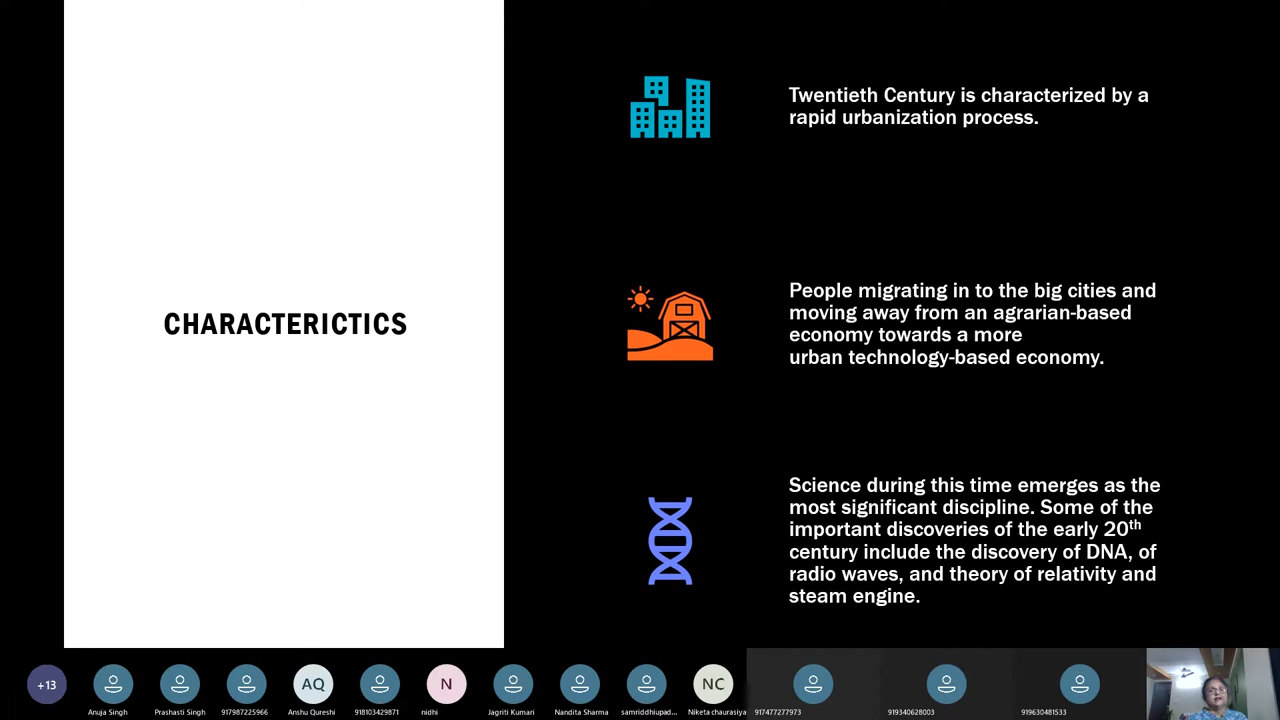 CHARACTERICTICS
Twentieth Century is characterized by a
rapid urbanization process.
People migrating in to the big cities and
moving away from an agrarian-based
economy towards a more
urban technology-based economy.
Science during this time emerges as the
most significant discipline. Some of the
important discoveries of the early 20th
century include the discovery of DNA, of
radio waves, and theory of relativity and
steam engine.
+13
AQ
N
NC
Anuja Singh
Prashasti Singh
917987225966
Anshu Qureshi
918103429871
nidhi
Jagriti Kumari
Nandita Sharma
samriddhiupad...
Niketa chaurasiya
917477277973
919340628003
919630481533